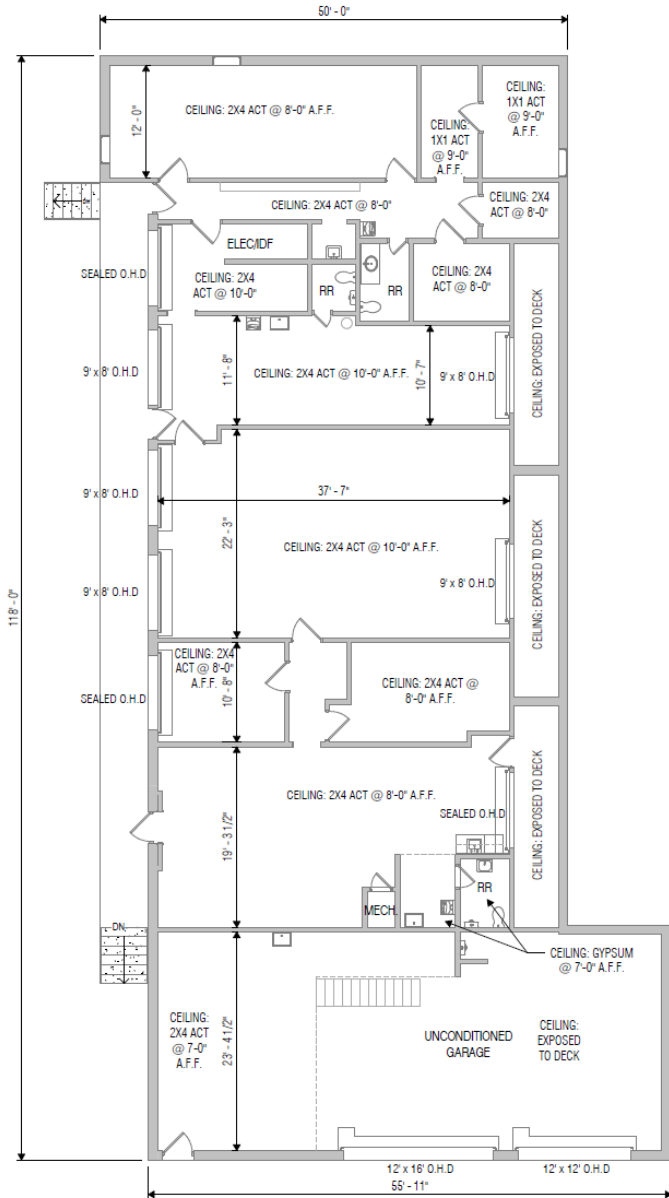 50' - 0"
118' - 0"
12' - 0"
CEILING: 2X4 ACT @ 8'-0" A.F.F.
CEILING:
1X1 ACT
@ 9'-0"
A.F.F.
CEILING:
1X1 ACT
@ 9'-0"
A.F.F.
CEILING: 2X4 ACT @ 8'-0"
CEILING: 2X4
ACT @ 8'-0"
ELEC/IDF
SEALED O.H.D
CEILING: 2X4
ACT @ 10'-0"
RR
RR
CEILING: 2X4
ACT @ 8'-0"
CEILING: EXPOSED TO DECK
9' x 8' O.H.D
11' - 8"
CEILING: 2X4 ACT @ 10'-0" A.F.F.
10' - 7"
9' x 8' O.H.D
9' x 8' O.H.D
37' - 7"
22' - 3"
CEILING: 2X4 ACT @ 10'-0" A.F.F.
CEILING: EXPOSED TO DECK
9' x 8' O.H.D
9' x 8' O.H.D
CEILING: 2X4
ACT @ 8'-0"
A.F.F.
10' - 8"
CEILING: 2X4 ACT @
8'-0" A.F.F.
SEALED O.H.D
CEILING: 2X4 ACT @ 8'-0" A.F.F.
SEALED O.H.D
CEILING: EXPOSED TO DECK
19' - 3 1/2"
MECH.
RR
DN.
CEILING: GYPSUM
@ 7'-0" A.F.F.
CEILING:
2X4 ACT
@ 7'-0"
A.F.F.
23' - 4 1/2"
UNCONDITIONED
GARAGE
CEILING:
EXPOSED
TO DECK
12' x 16' O.H.D
12' x 12' O.H.D
55' - 11"